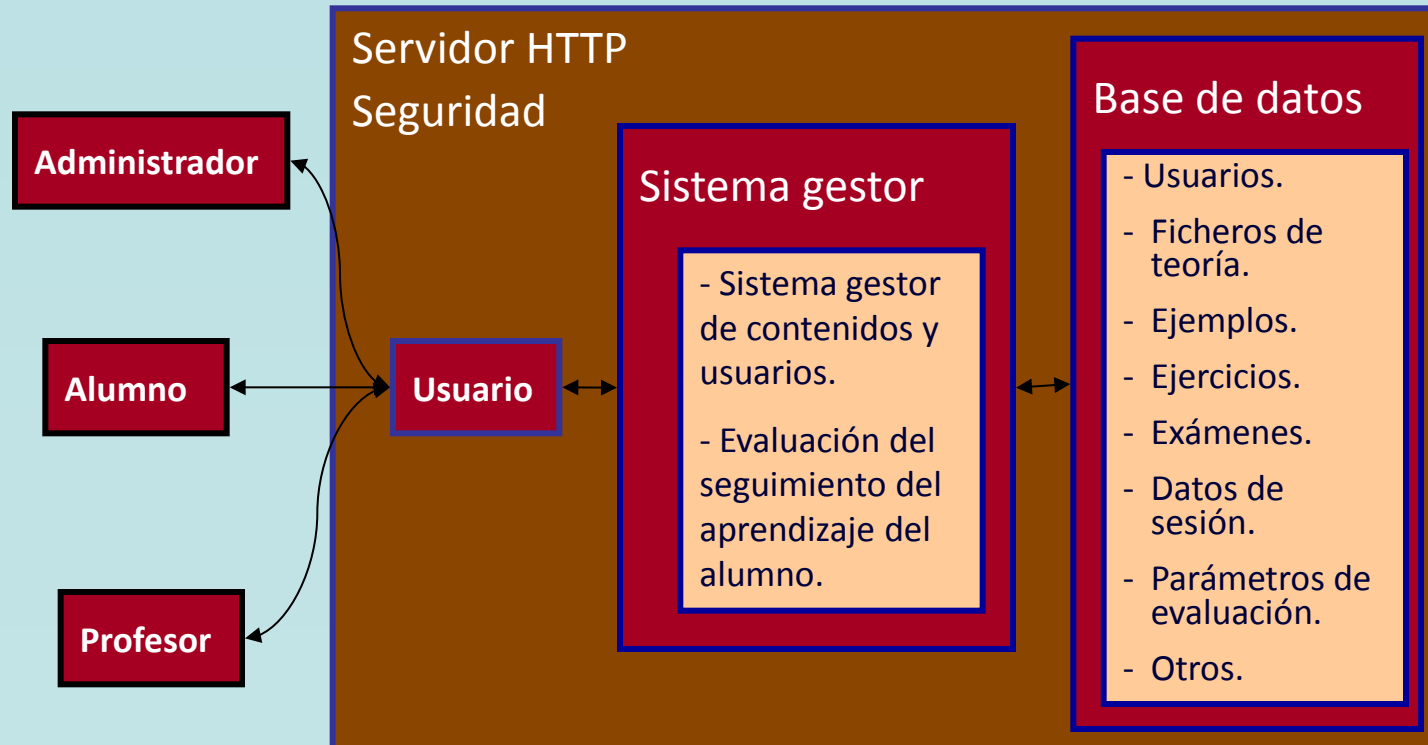 Servidor HTTP
Seguridad
Administrador
Alumno
Profesor
Usuario
Sistema gestor
- Sistema gestor
de contenidos y
usuarios.
- Evaluación del
seguimiento del
aprendizaje del
alumno.
Base de datos
- Usuarios.
- Ficheros de
teoría.
- Ejemplos.
- Ejercicios.
- Exámenes.
- Datos de
sesión.
- Parámetros de
evaluación.
- Otros.